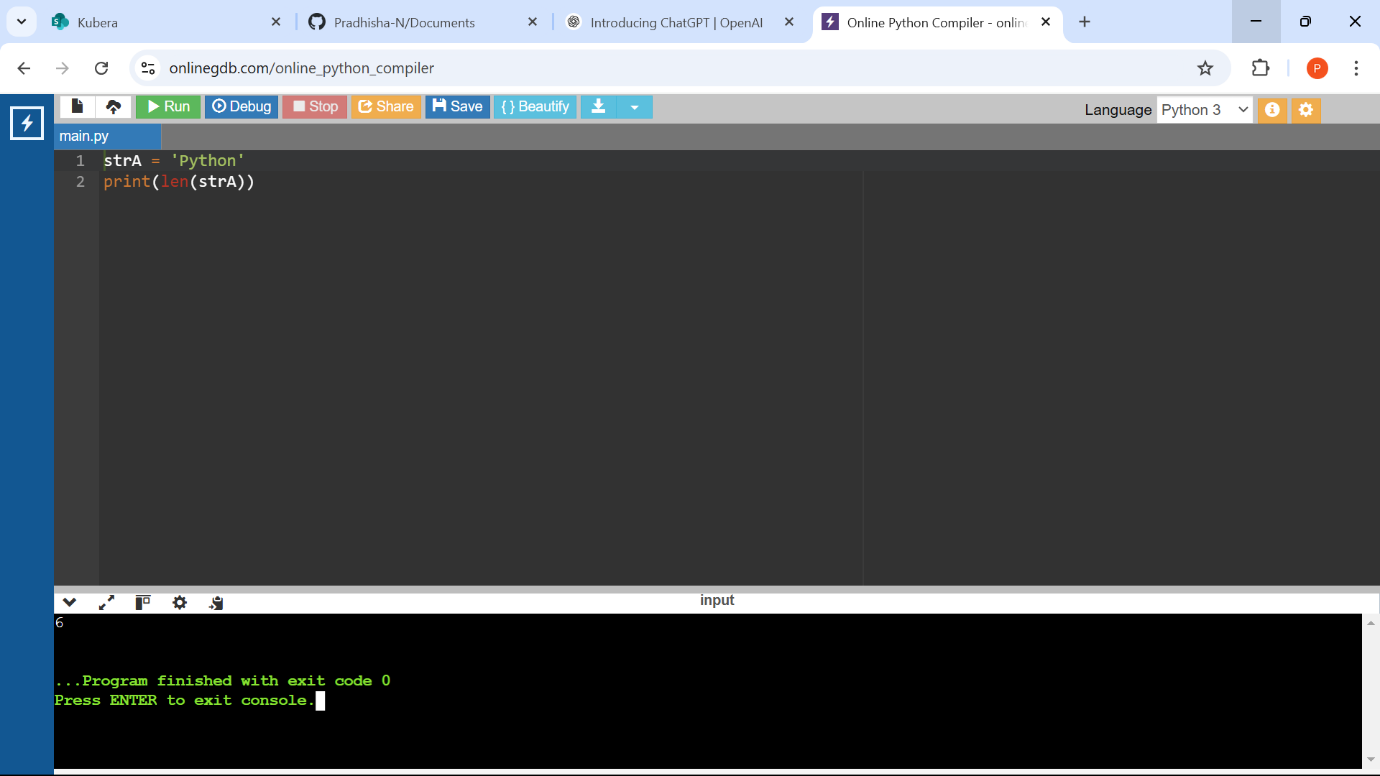 Kubera
Pradhisha-N/Documents
Introducing ChatGPT | OpenAI
Online Python Compiler - onlin
onlinegdb.com/online_python_compiler
P
Run Debug Stop Share Save { } Beautify
Language Python 3
main.py
1 strA = 'Python'
2 print(len(strA))
input
6
...Program finished with exit code 0
Press ENTER to exit console.